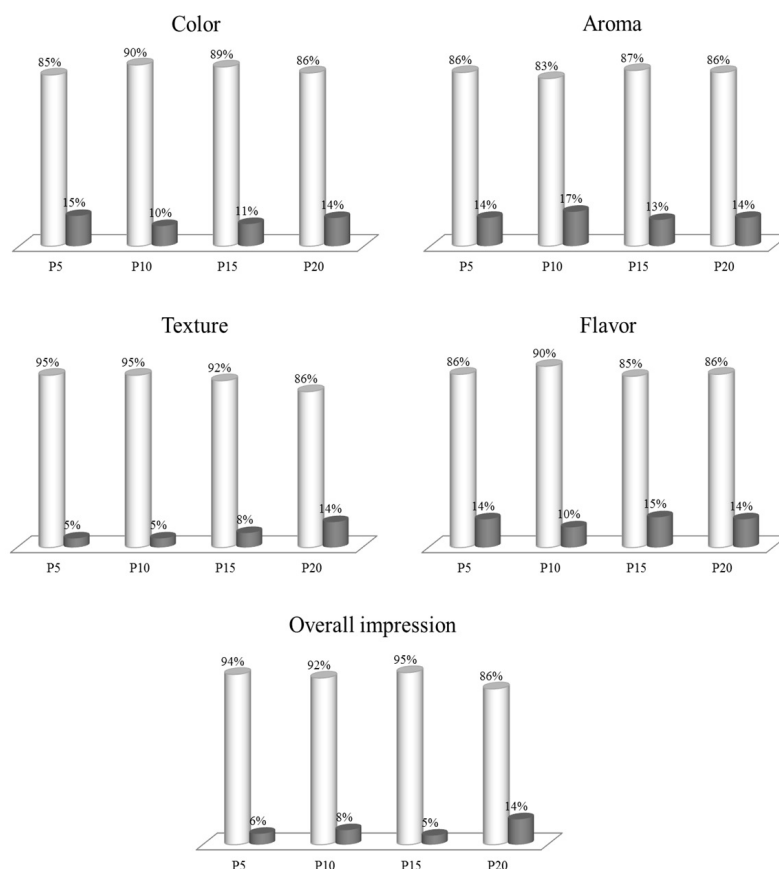 Color
85%
90%
89%
86%
15%
10%
11%
14%
P5
P10
P15
P20
Aroma
86%
83%
87%
86%
14%
17%
13%
14%
P5
P10
P15
P20
Texture
95%
95%
92%
86%
5%
5%
8%
14%
P5
P10
P15
P20
Flavor
86%
90%
85%
86%
14%
10%
15%
14%
P5
P10
P15
P20
Overall impression
94%
92%
95%
86%
6%
8%
5%
14%
P5
P10
P15
P20